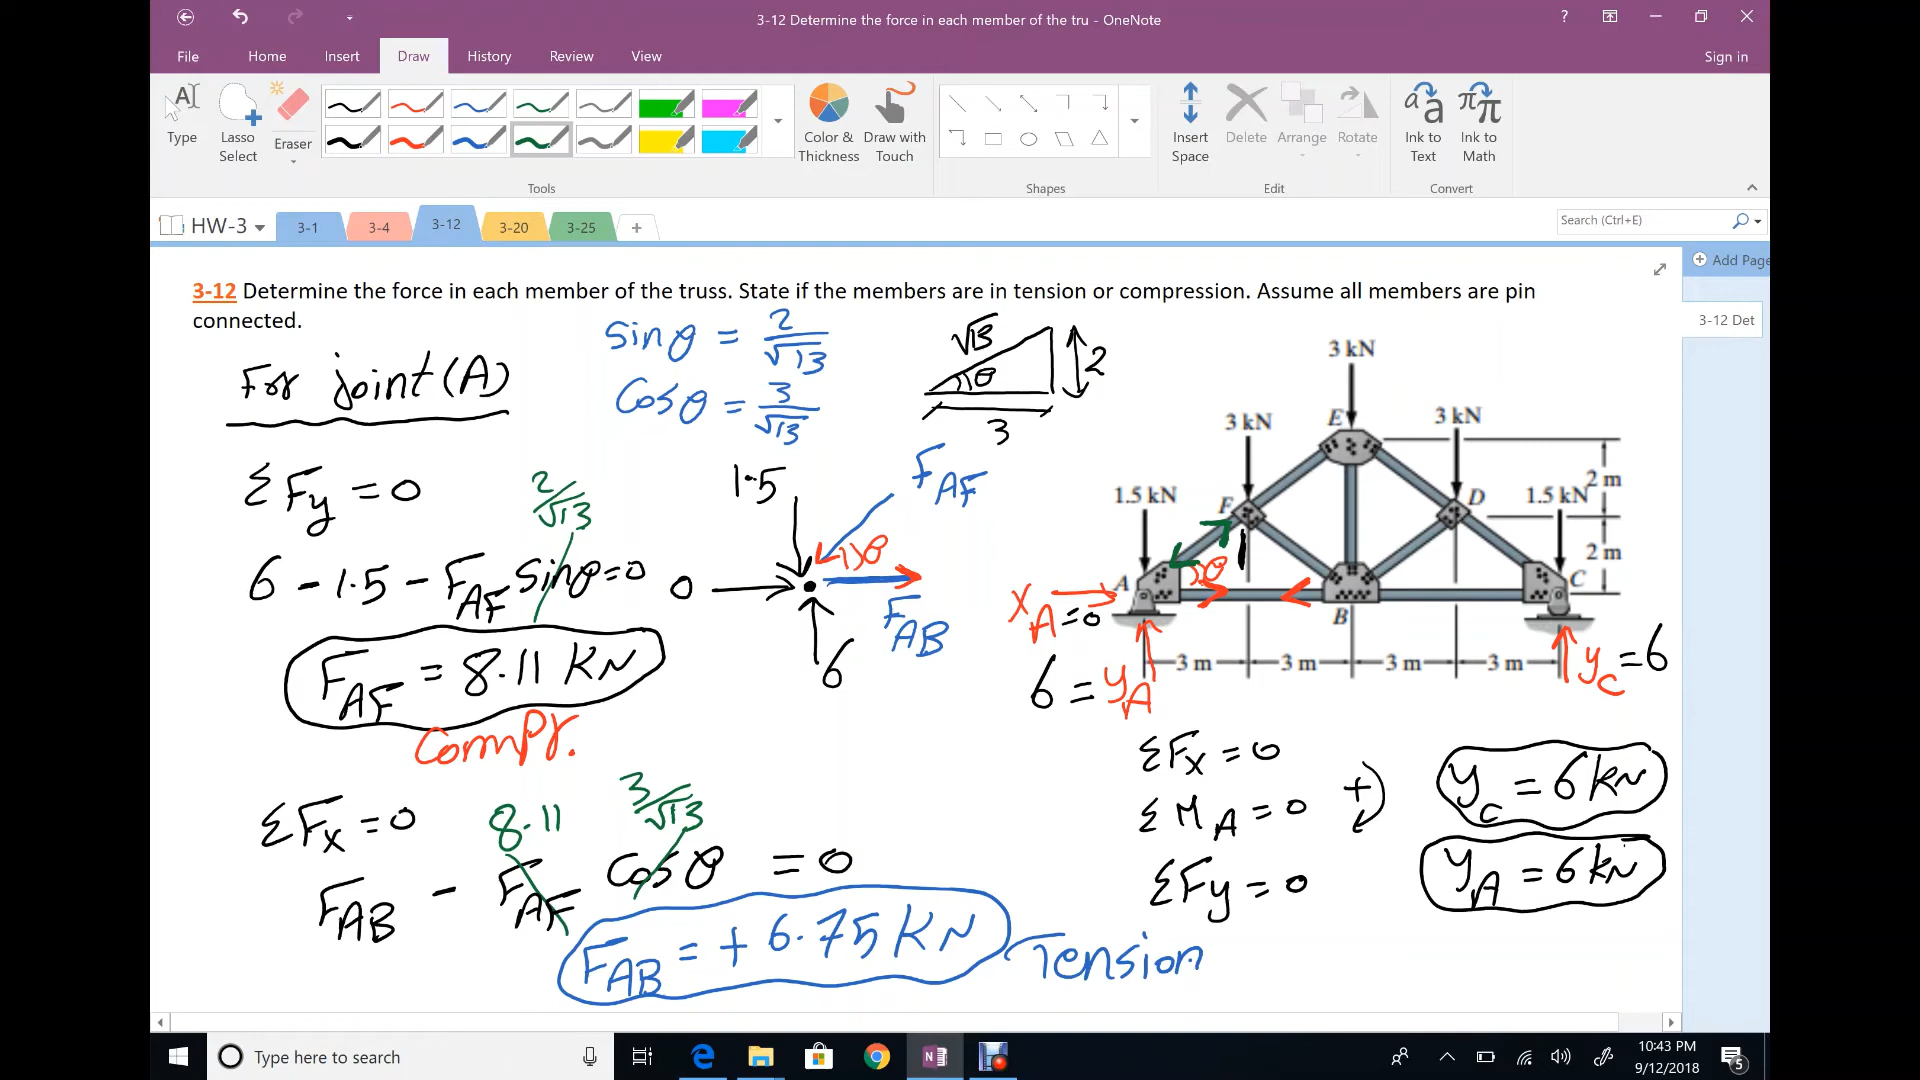 3-12 Determine the force in each member of the tru - OneNote
?
File Home Insert Draw History Review View
Sign in
Type
Lasso Select
Eraser
Color & Thickness
Draw with Touch
Insert Space
Delete
Arrange
Rotate
Ink to Text
Ink to Math
Tools
Shapes
Edit
Convert
HW-3
3-1
3-4
3-12
3-20
3-25
+
Search (Ctrl+E)
Add Page
3-12 Det
3-12 Determine the force in each member of the truss. State if the members are in tension or compression. Assume all members are pin
connected.
For joint (A)
sinθ = 2/√13
Cosθ = 3/√13
√13
θ
2
3
ΣFy = 0
2/√13
6 - 1.5 - FAF sinθ = 0
FAF = 8.11 KN
Compr.
ΣFx = 0
8.11
3/√13
FAB - FAF cosθ = 0
FAB = + 6.75 KN Tension
1.5
FAF
θ
0
FAB
6
3 kN
3 kN
3 kN
1.5 kN
1.5 kN
E
F
D
A
B
C
2 m
2 m
θ
XA = 0
6 = yA
3 m 3 m 3 m 3 m
yC = 6
ΣFx = 0
ΣMA = 0
+
ΣFy = 0
yC = 6 kN
yA = 6 kN
Type here to search
10:43 PM
9/12/2018
5